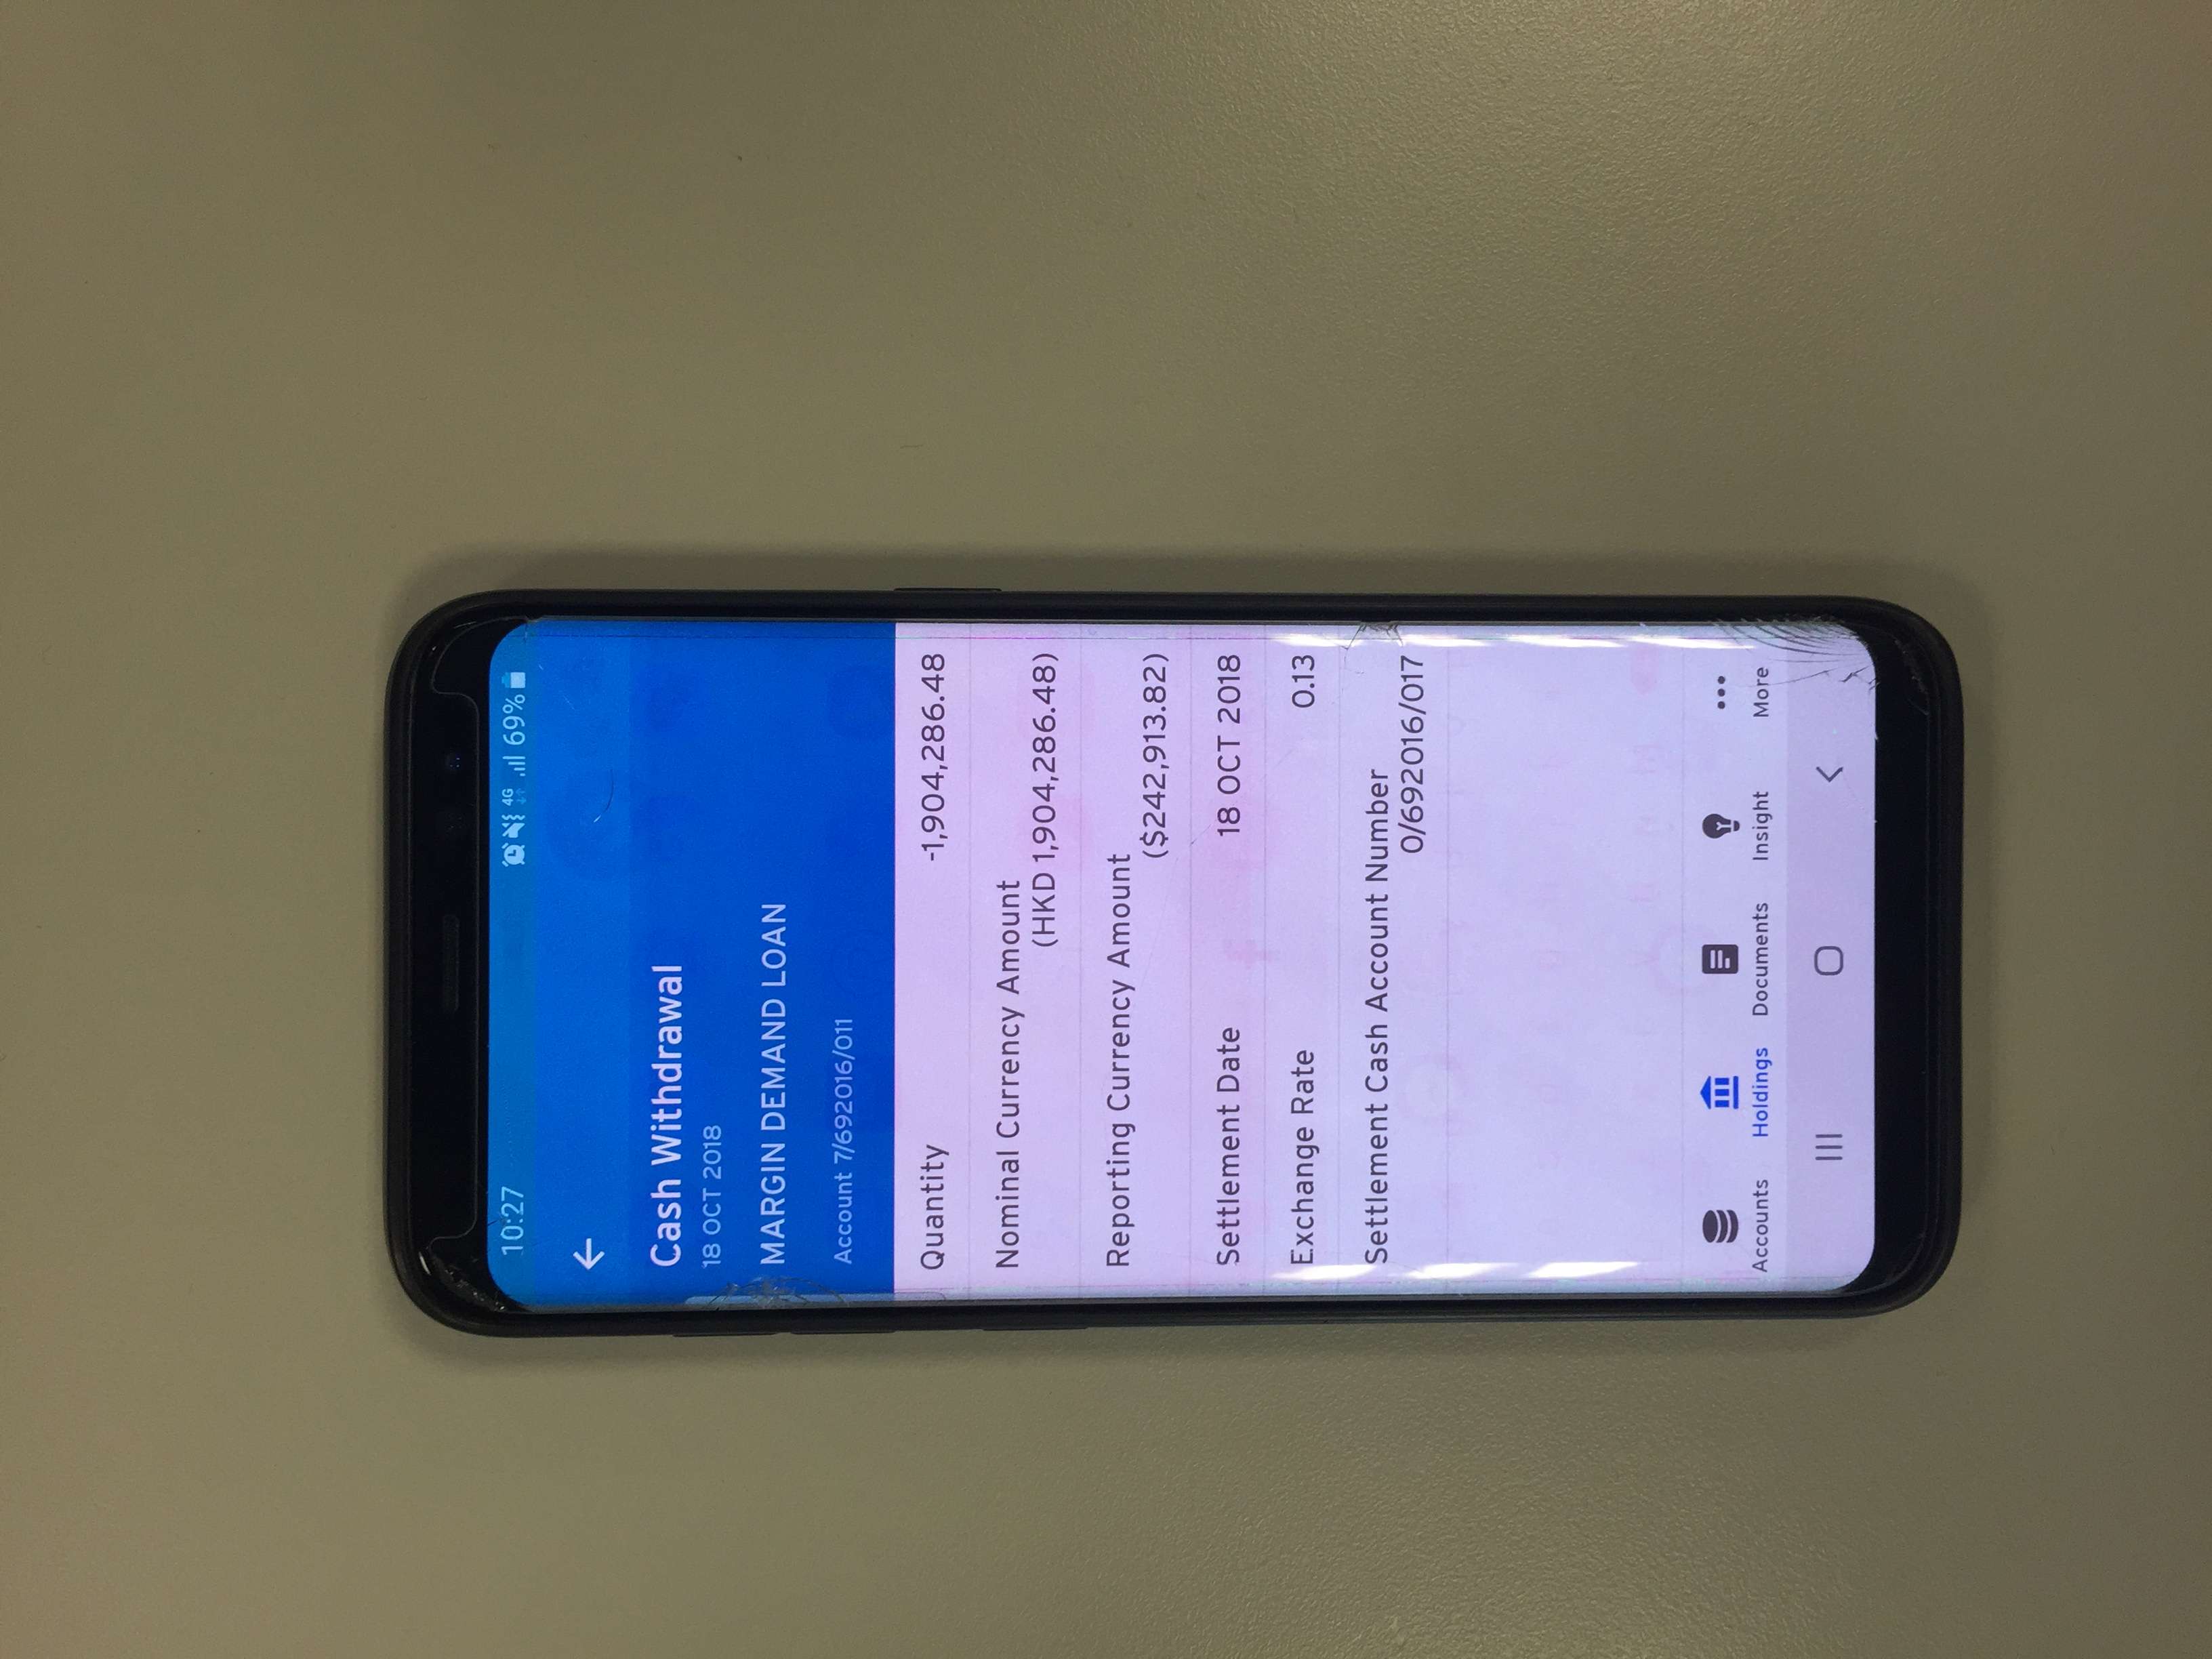 10:27 4G 69%
Cash Withdrawal
18 OCT 2018
MARGIN DEMAND LOAN
Account 7/692016/011
Quantity -1,904,286.48
Nominal Currency Amount
(HKD 1,904,286.48)
Reporting Currency Amount
($242,913.82)
Settlement Date 18 OCT 2018
Exchange Rate 0.13
Settlement Cash Account Number
0/692016/017
Accounts Holdings Documents Insight More